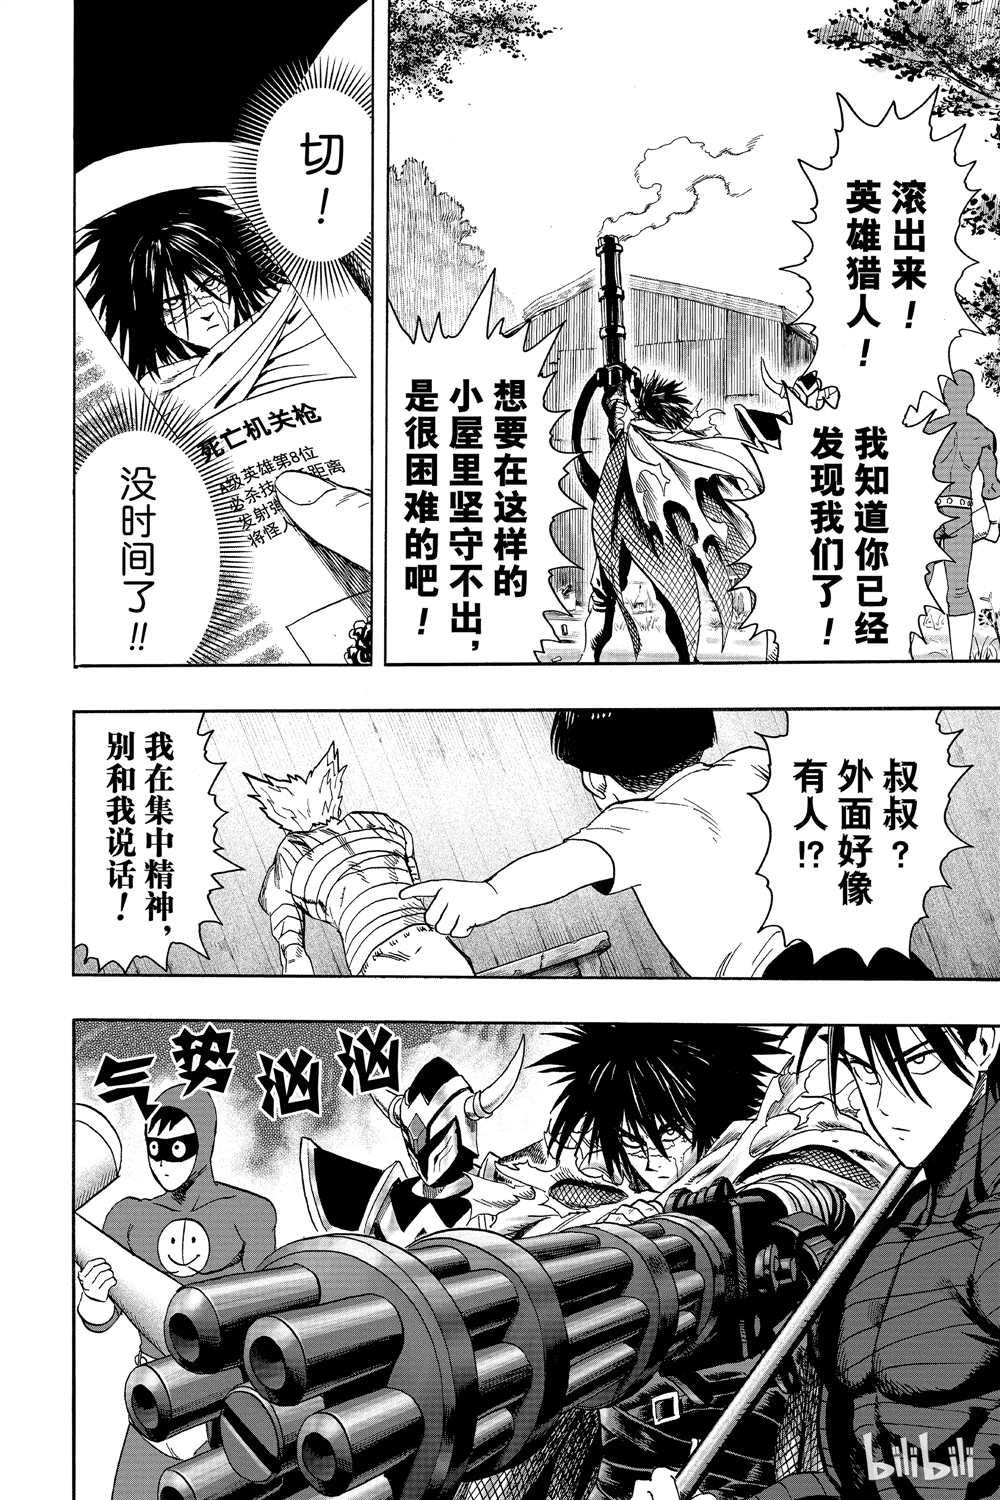 滚出来！
英雄猎人！
我知道你已经
发现我们了！
想要在这样的
小屋里坚守不出，
是很困难的吧！
切！
死亡机关枪
A级英雄第8位
必杀技
距离
发射弹
将怪人
没时间了!!
叔叔？
外面好像
有人!?
我在集中精神，
别和我说话！
气势汹汹
bilibili